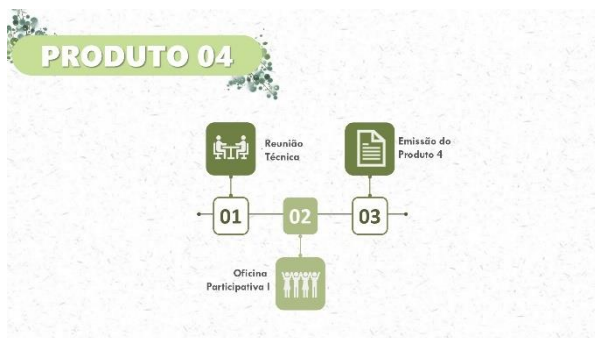 PRODUTO 04
Reunião
Técnica
Emissão do
Produto 4
01
02
03
Oficina
Participativa I